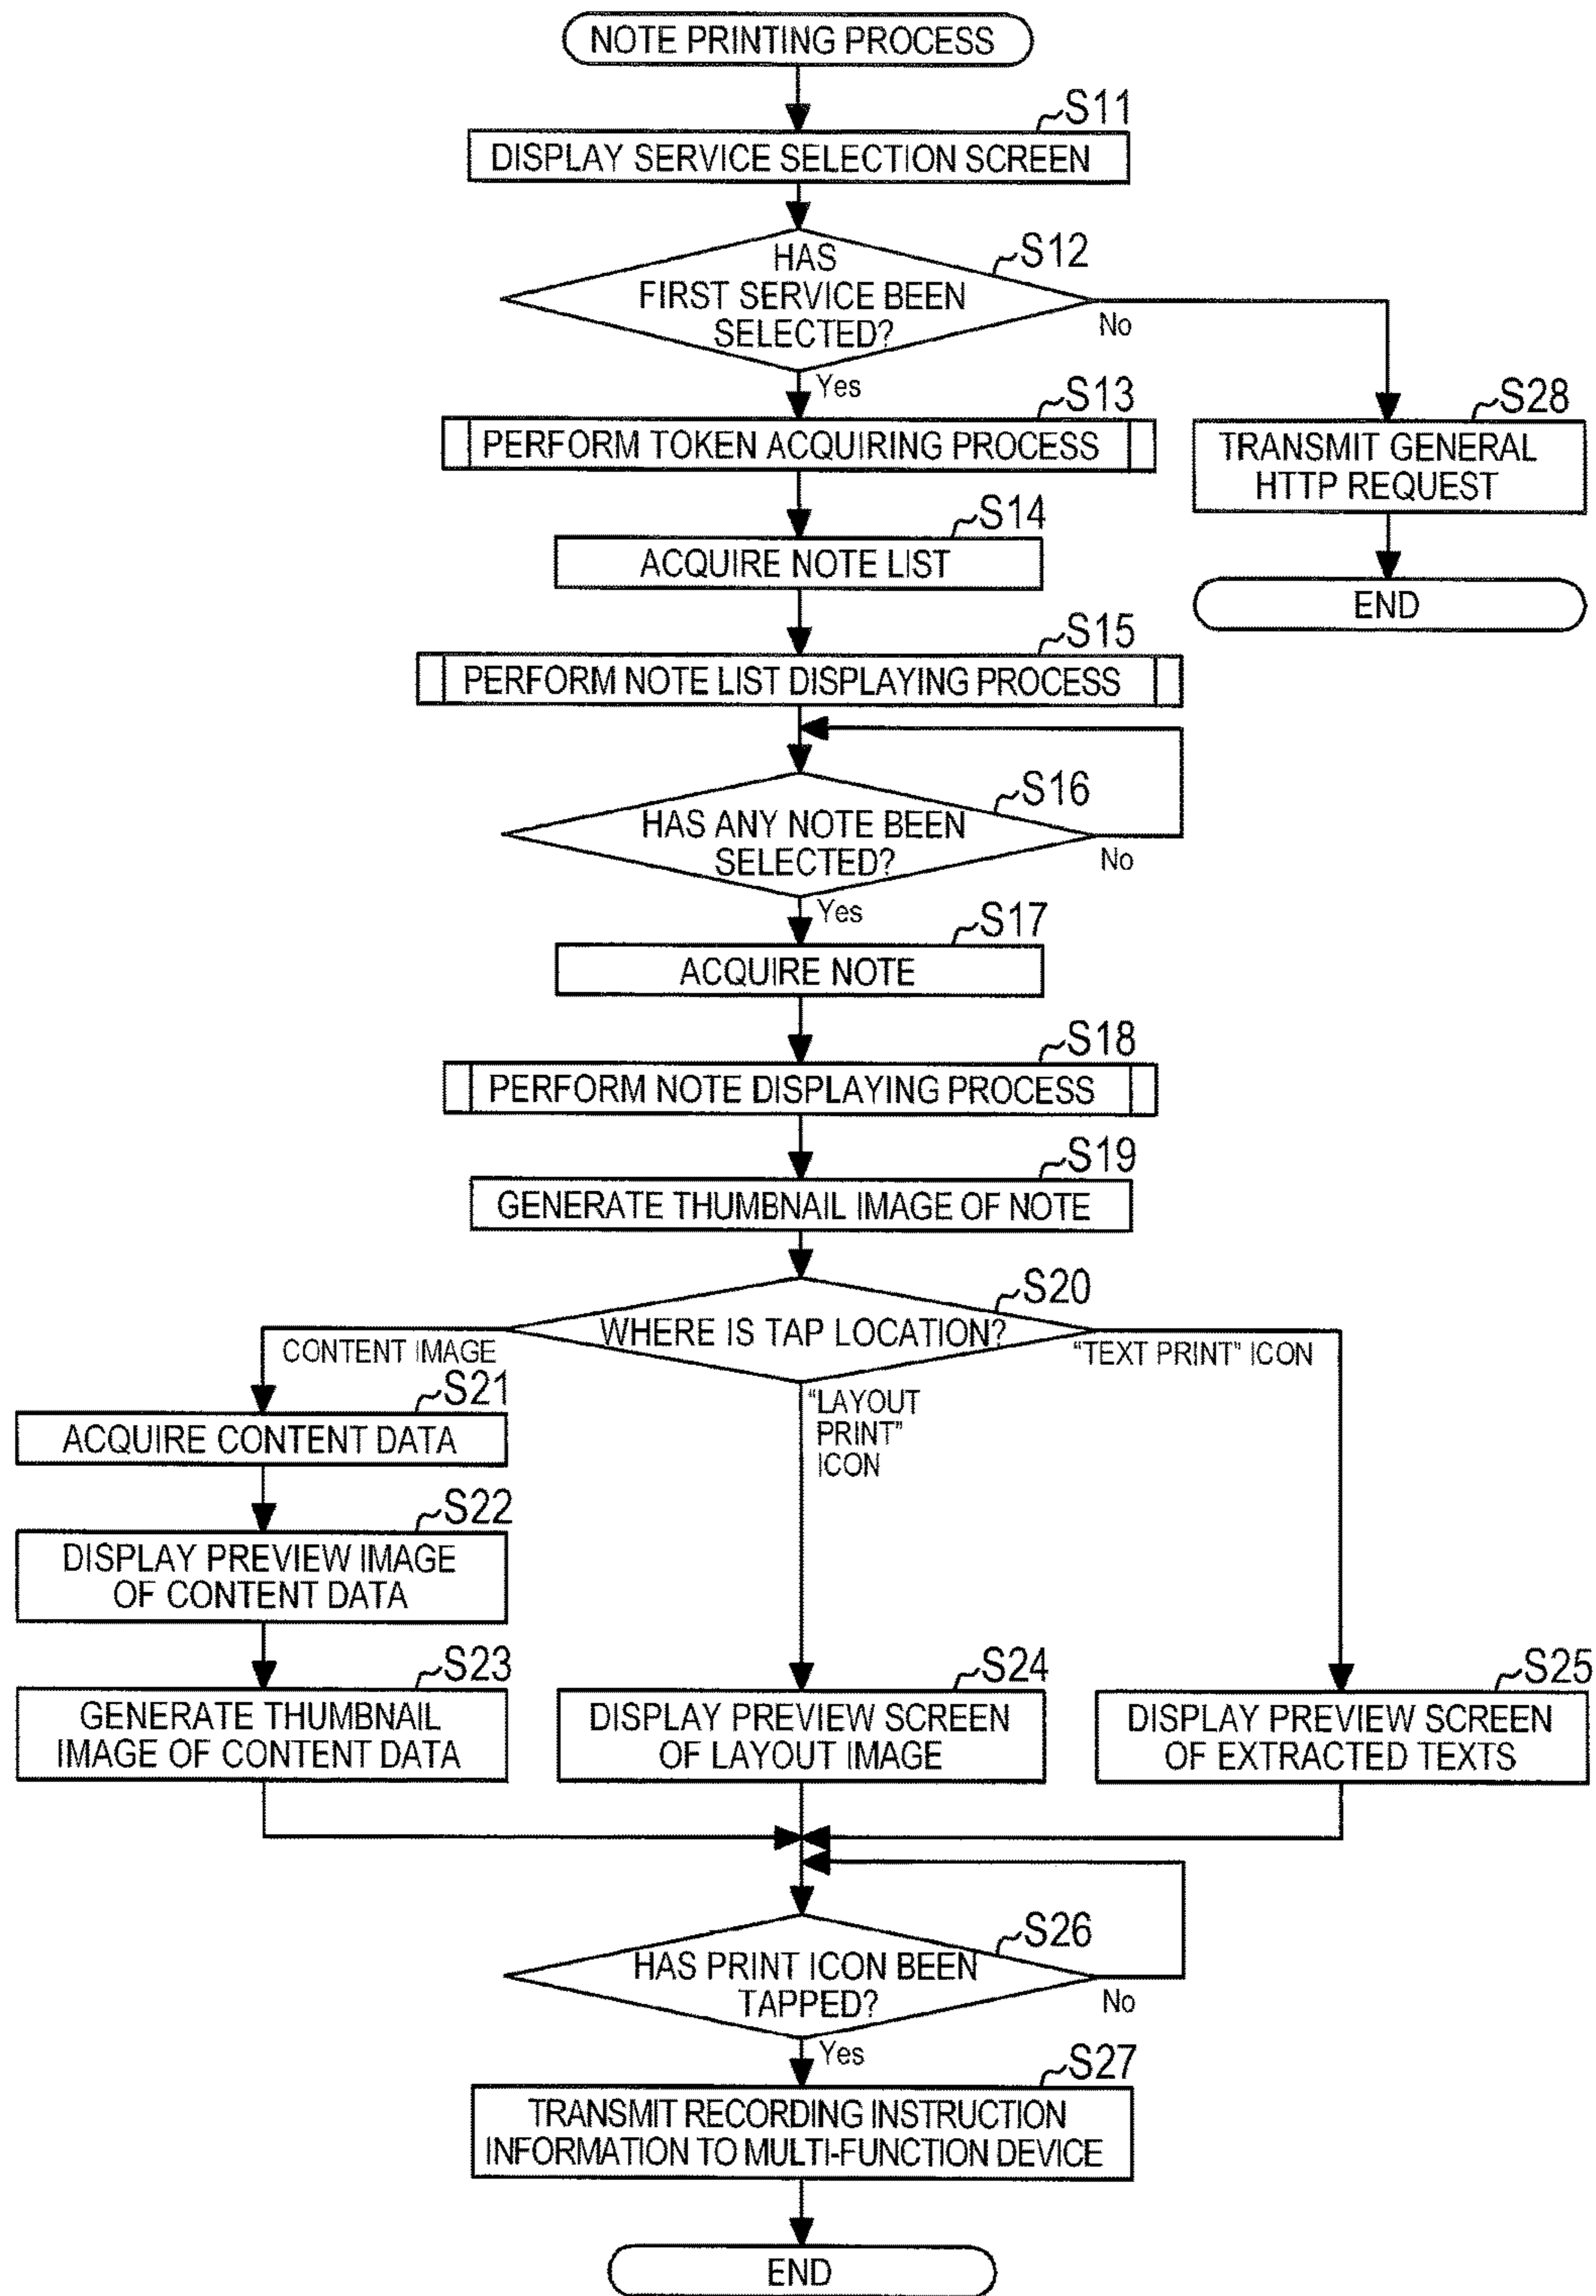 NOTE PRINTING PROCESS
S11
DISPLAY SERVICE SELECTION SCREEN
S12
HAS
FIRST SERVICE BEEN
SELECTED?
No
Yes
S13
PERFORM TOKEN ACQUIRING PROCESS
S28
TRANSMIT GENERAL
HTTP REQUEST
S14
ACQUIRE NOTE LIST
END
S15
PERFORM NOTE LIST DISPLAYING PROCESS
S16
HAS ANY NOTE BEEN
SELECTED?
No
Yes
S17
ACQUIRE NOTE
S18
PERFORM NOTE DISPLAYING PROCESS
S19
GENERATE THUMBNAIL IMAGE OF NOTE
S20
WHERE IS TAP LOCATION?
CONTENT IMAGE
"TEXT PRINT" ICON
"LAYOUT
PRINT"
ICON
S21
ACQUIRE CONTENT DATA
S22
DISPLAY PREVIEW IMAGE
OF CONTENT DATA
S23
GENERATE THUMBNAIL
IMAGE OF CONTENT DATA
S24
DISPLAY PREVIEW SCREEN
OF LAYOUT IMAGE
S25
DISPLAY PREVIEW SCREEN
OF EXTRACTED TEXTS
S26
HAS PRINT ICON BEEN
TAPPED?
No
Yes
S27
TRANSMIT RECORDING INSTRUCTION
INFORMATION TO MULTI-FUNCTION DEVICE
END